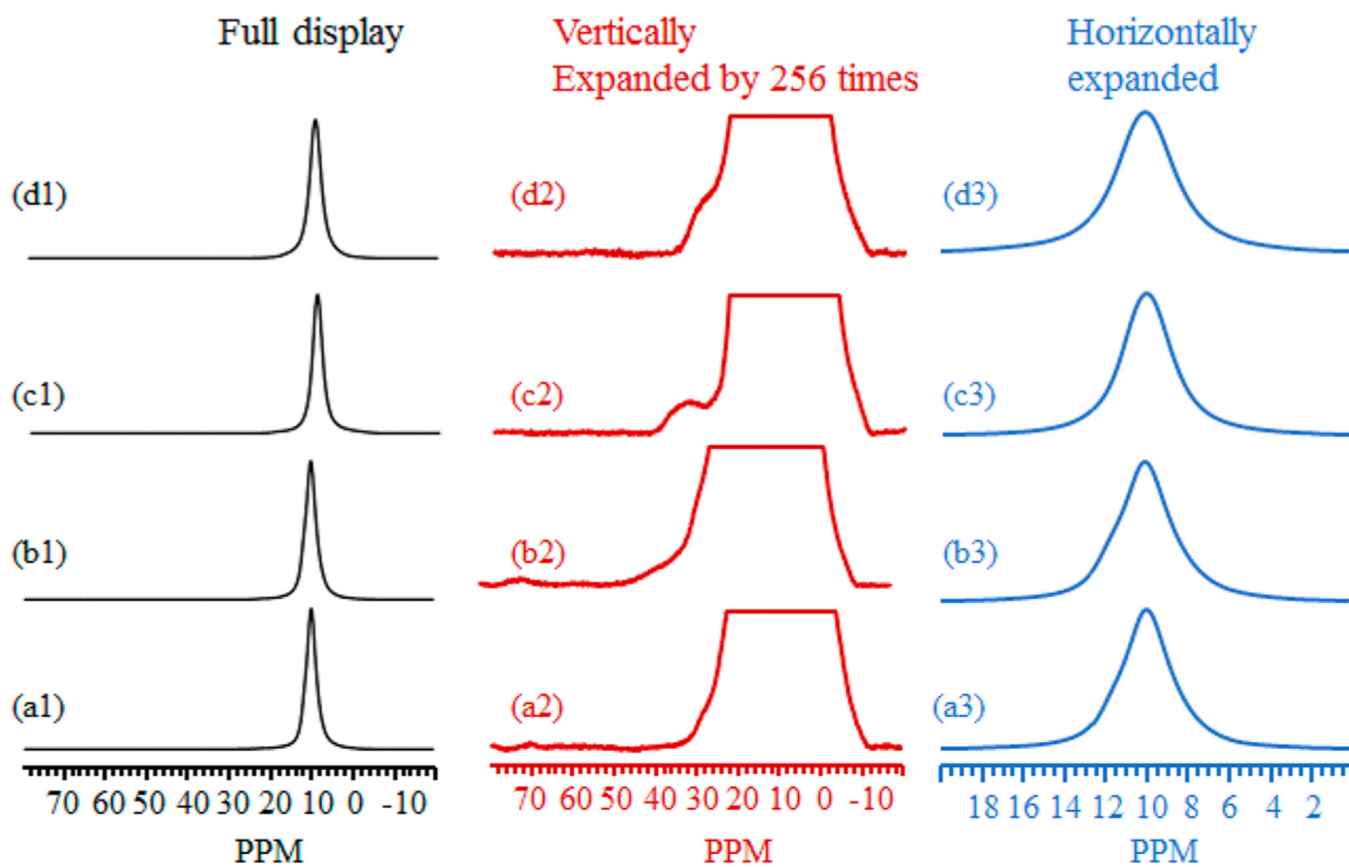 Full display
Vertically
Expanded by 256 times
Horizontally
expanded
(d1)
(d2)
(d3)
(c1)
(c2)
(c3)
(b1)
(b2)
(b3)
(a1)
(a2)
(a3)
70 60 50 40 30 20 10 0 -10
70 60 50 40 30 20 10 0 -10
18 16 14 12 10 8 6 4 2
PPM
PPM
PPM